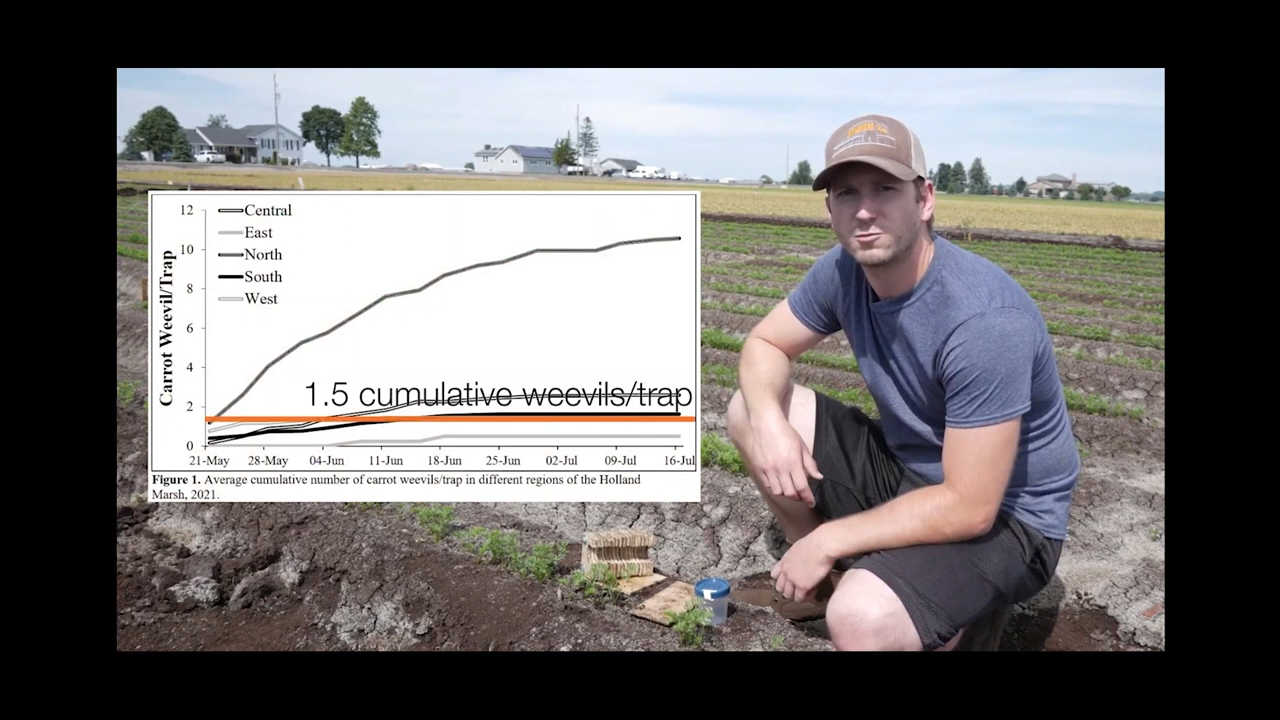 12
10
8
6
4
2
0
Carrot Weevil/Trap
Central
East
North
South
West
1.5 cumulative weevils/trap
21-May 28-May 04-Jun 11-Jun 18-Jun 25-Jun 02-Jul 09-Jul 16-Jul
Figure 1. Average cumulative number of carrot weevils/trap in different regions of the Holland
Marsh, 2021.